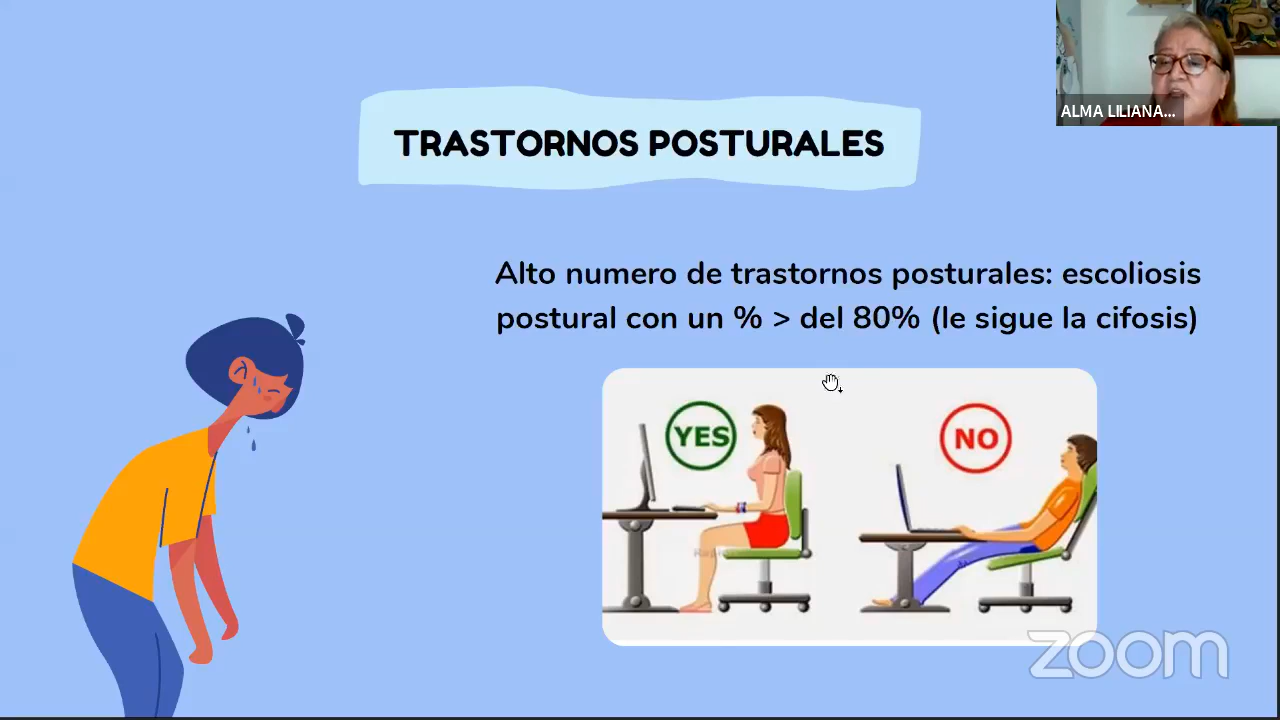 ALMA LILIANA...
TRASTORNOS POSTURALES
Alto numero de trastornos posturales: escoliosis
postural con un % > del 80% (le sigue la cifosis)
YES
NO
zoom